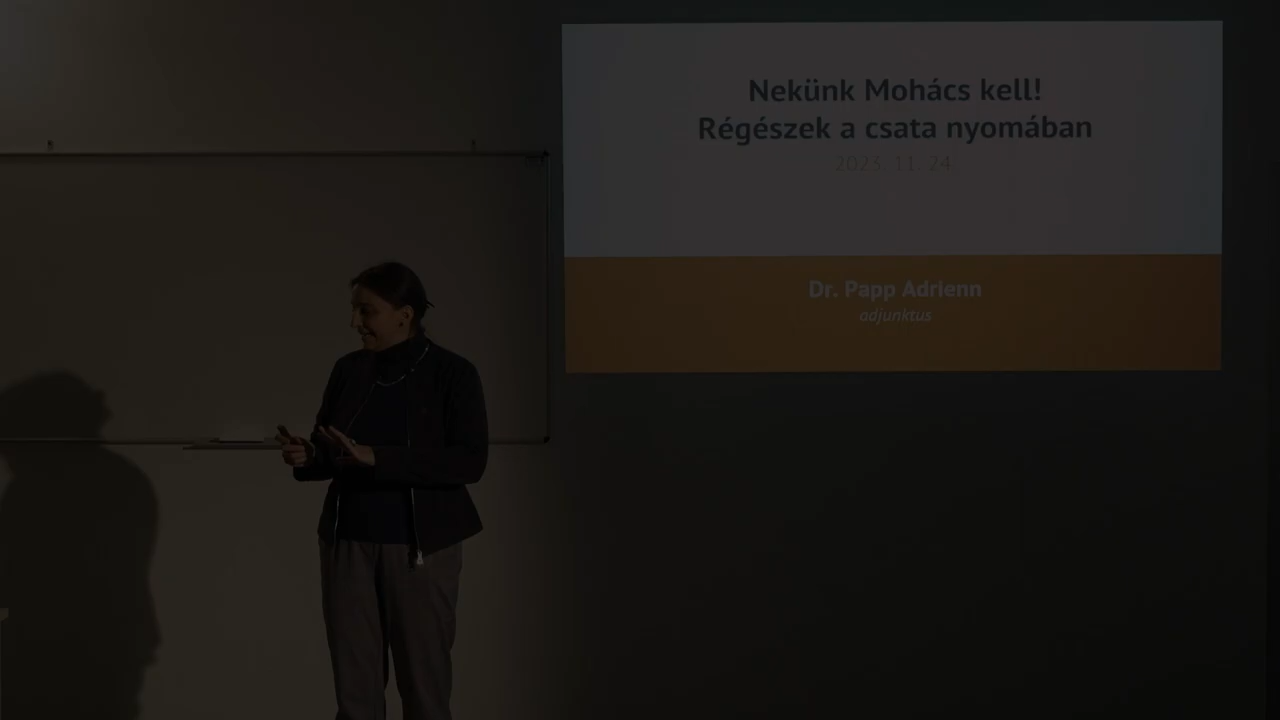 Nekünk Mohács kell!
Régészek a csata nyomában
2023. 11. 24.
Dr. Papp Adrienn
adjunktus